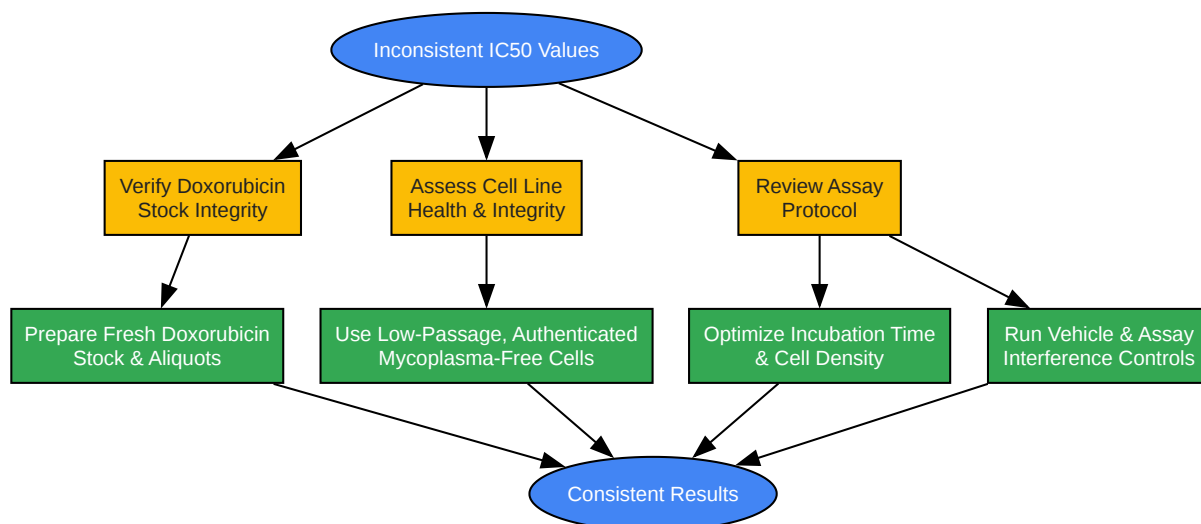 Inconsistent IC50 Values
Verify Doxorubicin
Stock Integrity
Assess Cell Line
Health & Integrity
Review Assay
Protocol
Prepare Fresh Doxorubicin
Stock & Aliquots
Use Low-Passage, Authenticated
Mycoplasma-Free Cells
Optimize Incubation Time
& Cell Density
Run Vehicle & Assay
Interference Controls
Consistent Results